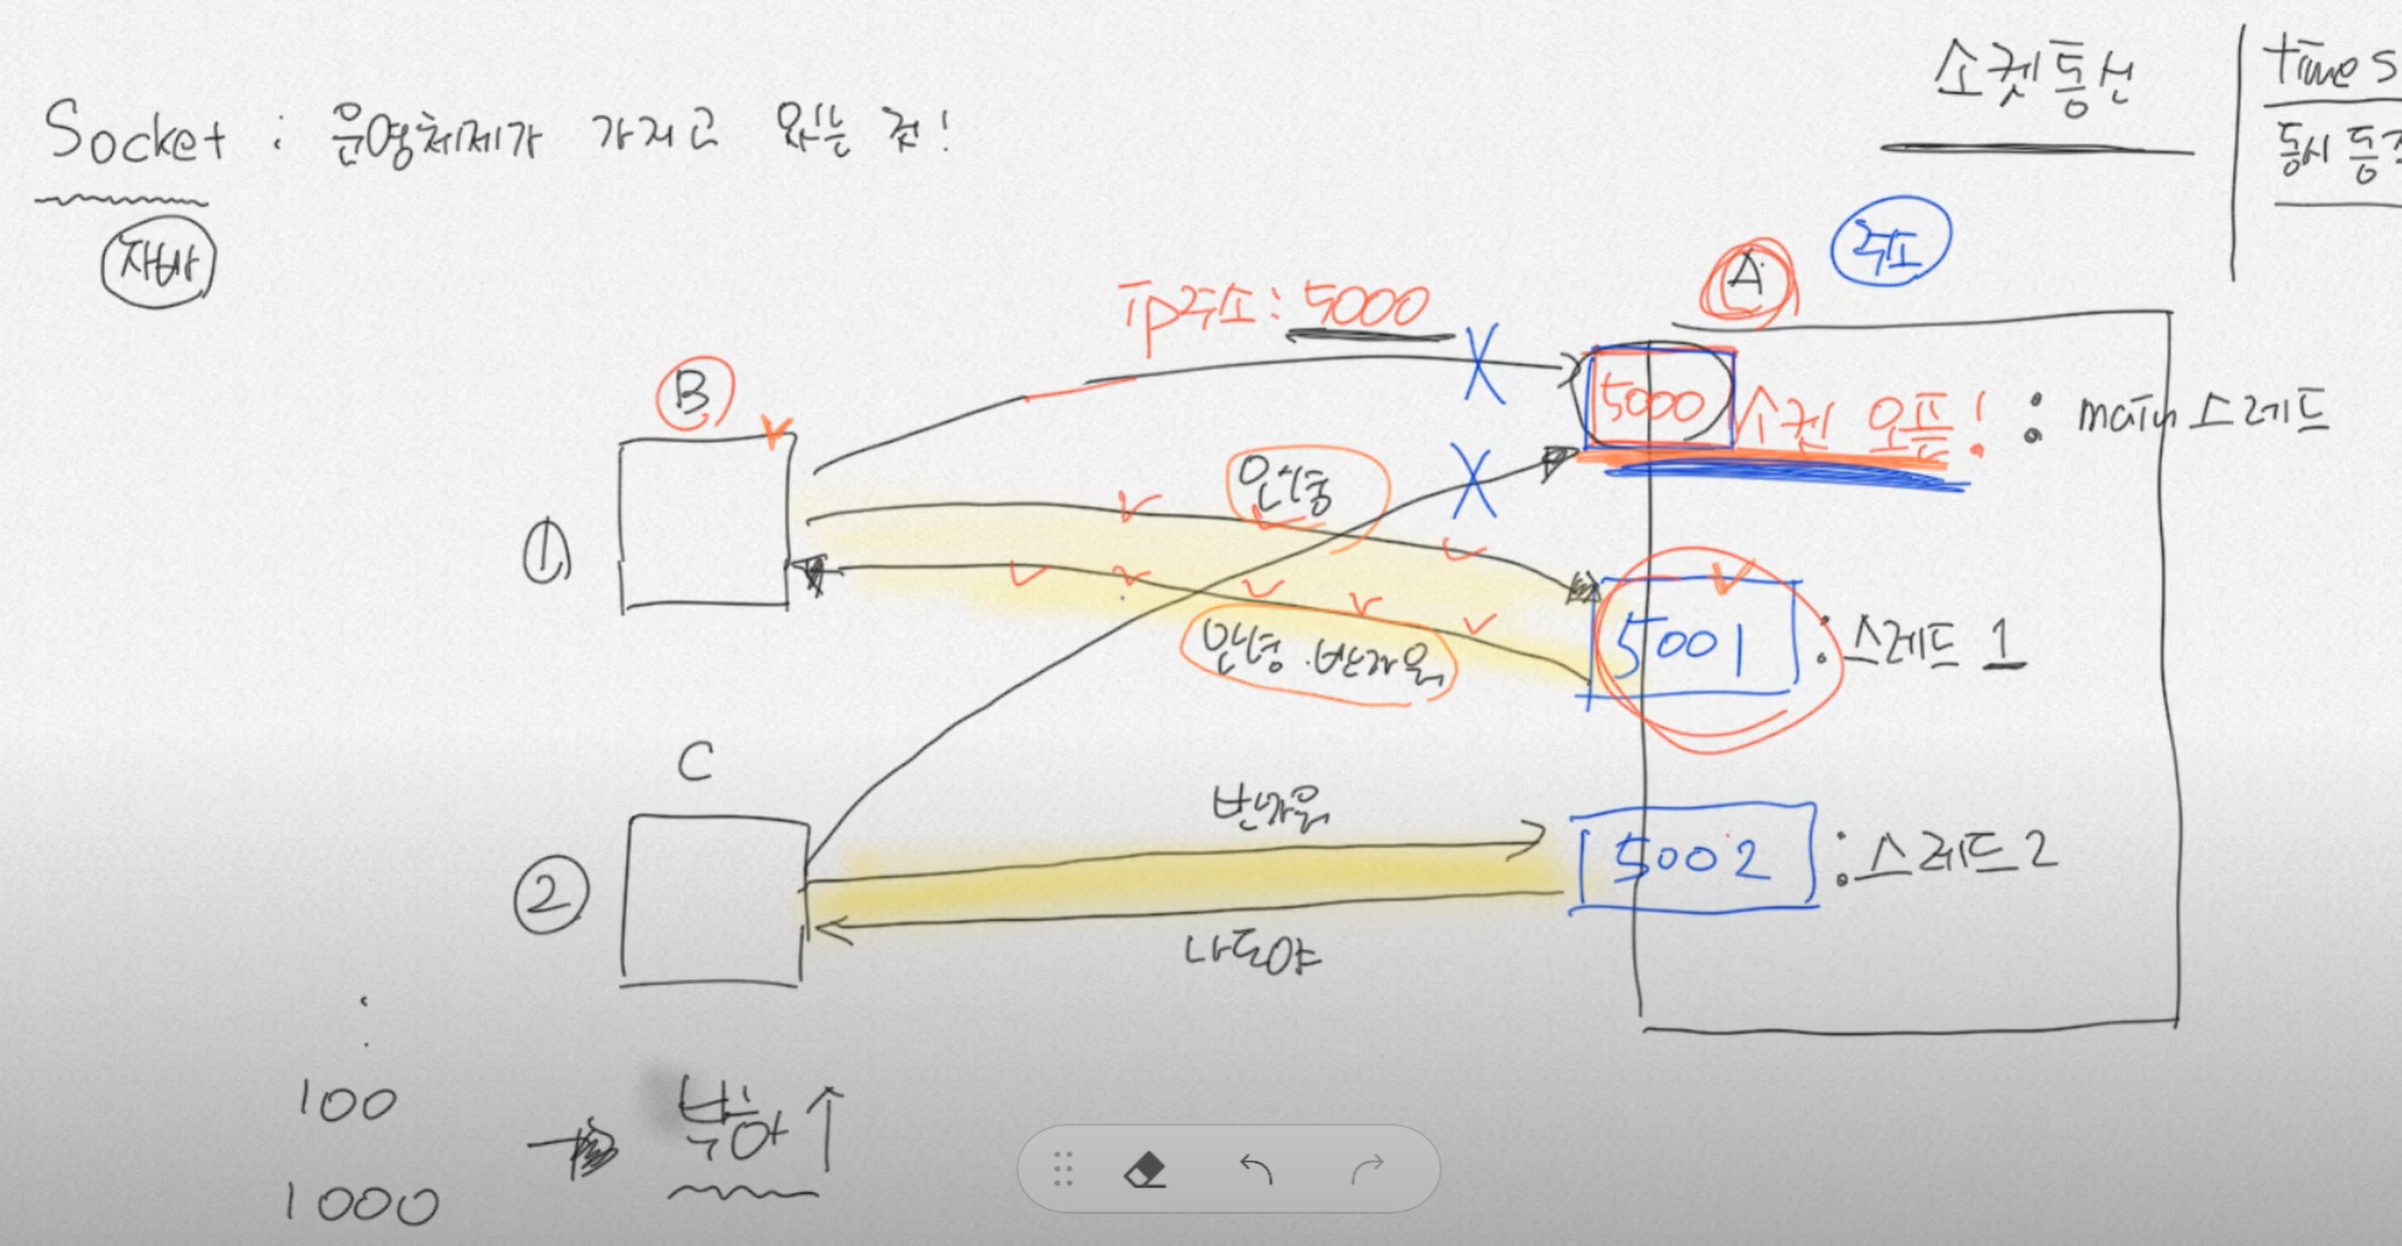 Socket : 운영체제가 가지고 있는 것!
자바
소켓통신
time s
동시 동
A
주소
IP주소: 5000
B
5000 소켓 오픈! : main 스레드
안녕
①
5001 : 스레드 1
안녕. 반가워
C
반가워
②
5002 : 스레드2
나도야
100
부하↑
1000